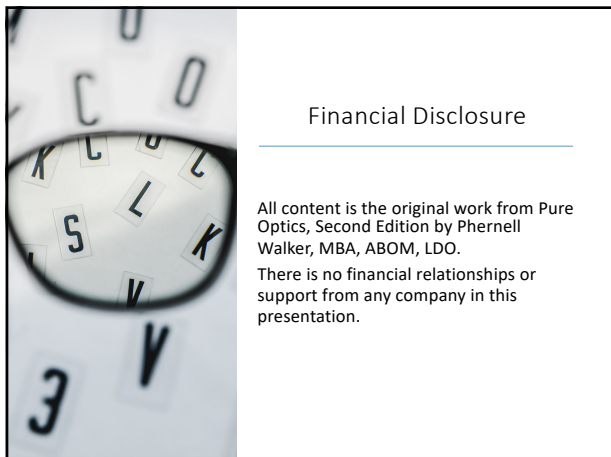 U
C O
K C U C
L
S K
V
V
3
Financial Disclosure
All content is the original work from Pure
Optics, Second Edition by Phernell
Walker, MBA, ABOM, LDO.
There is no financial relationships or
support from any company in this
presentation.